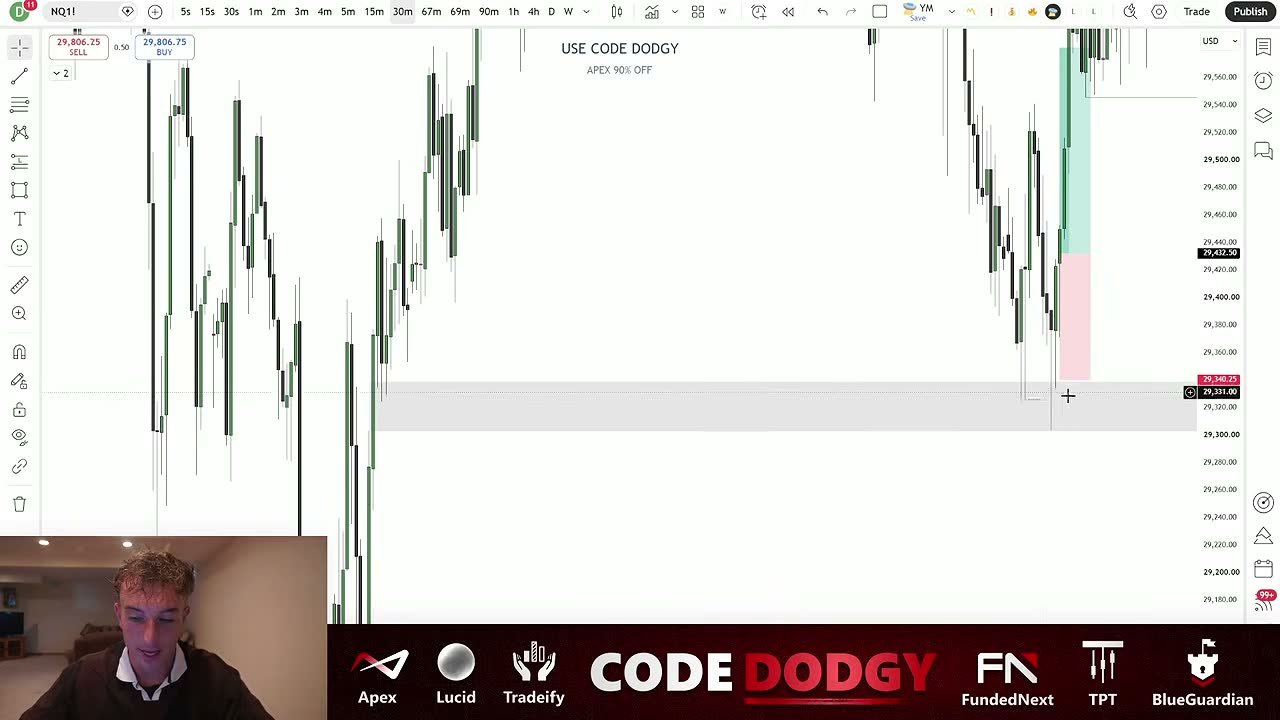 D
11
NQ1!
5s
15s
30s
1m
2m
3m
4m
5m
15m
30m
67m
69m
90m
1h
4h
D
W
W
YM
Save
L
L
Trade
Publish
29,806.25
SELL
0.50
29,806.75
BUY
2
USE CODE DODGY
APEX 90% OFF
USD
29,560.00
29,540.00
29,520.00
29,500.00
29,480.00
29,460.00
29,440.00
29,432.50
29,420.00
29,400.00
29,380.00
29,360.00
29,340.25
29,331.00
29,320.00
29,300.00
29,280.00
29,260.00
29,240.00
29,220.00
29,200.00
29,180.00
99+
Apex
Lucid
Tradeify
CODE DODGY
FN
FundedNext
TPT
BlueGuardian